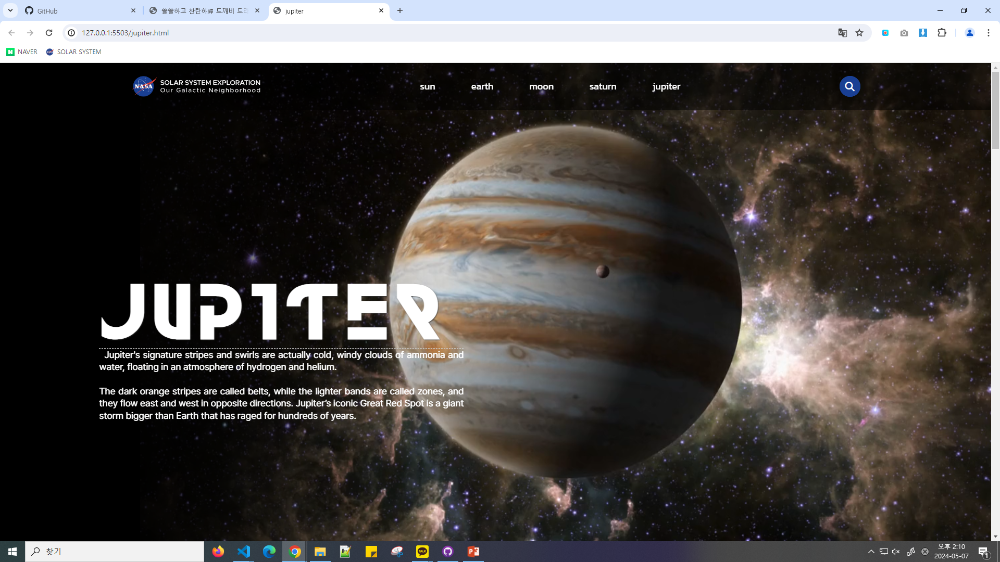 GitHub
쓸쓸하고 찬란하神 도깨비
jupiter
127.0.0.1:5503/jupiter.html
NAVER
SOLAR SYSTEM
NASA
SOLAR SYSTEM EXPLORATION
Our Galactic Neighborhood
sun
earth
moon
saturn
jupiter
JUPITER
Jupiter's signature stripes and swirls are actually cold, windy clouds of ammonia and
water, floating in an atmosphere of hydrogen and helium.
The dark orange stripes are called belts, while the lighter bands are called zones, and
they flow east and west in opposite directions. Jupiter’s iconic Great Red Spot is a giant
storm bigger than Earth that has raged for hundreds of years.
찾기
TALK
오후 2:10
2024-05-07
1